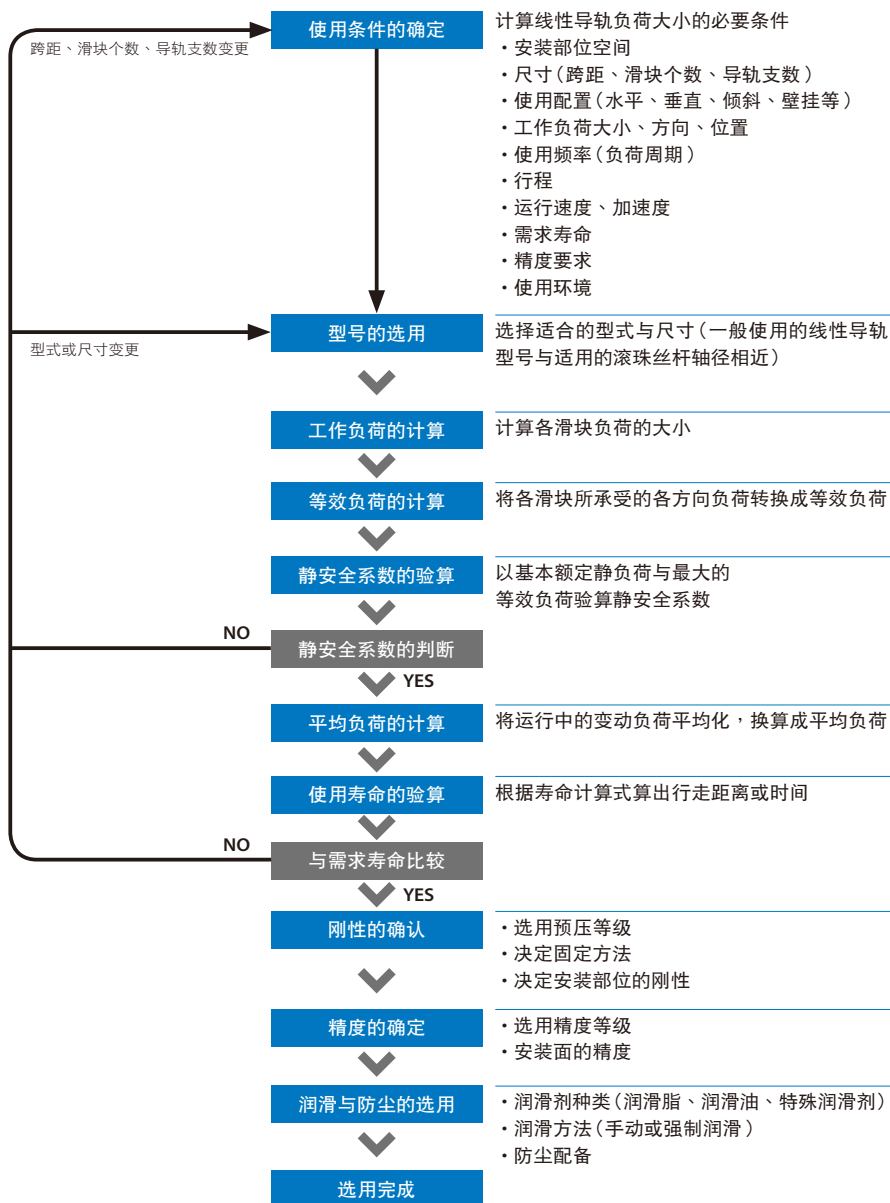 使用条件的确定
跨距、滑块个数、导轨支数变更
计算线性导轨负荷大小的必要条件
・安装部位空间
・尺寸(跨距、滑块个数、导轨支数)
・使用配置(水平、垂直、倾斜、壁挂等)
・工作负荷大小、方向、位置
・使用频率(负荷周期)
・行程
・运行速度、加速度
・需求寿命
・精度要求
・使用环境
型号的选用
型式或尺寸变更
选择适合的型式与尺寸(一般使用的线性导轨
型号与适用的滚珠丝杆轴径相近)
工作负荷的计算
计算各滑块负荷的大小
等效负荷的计算
将各滑块所承受的各方向负荷转换成等效负荷
静安全系数的验算
以基本额定静负荷与最大的
等效负荷验算静安全系数
NO
静安全系数的判断
YES
平均负荷的计算
将运行中的变动负荷平均化，换算成平均负荷
使用寿命的验算
根据寿命计算式算出行走距离或时间
NO
与需求寿命比较
YES
刚性的确认
・选用预压等级
・决定固定方法
・决定安装部位的刚性
精度的确定
・选用精度等级
・安装面的精度
润滑与防尘的选用
・润滑剂种类(润滑脂、润滑油、特殊润滑剂)
・润滑方法(手动或强制润滑)
・防尘配备
选用完成